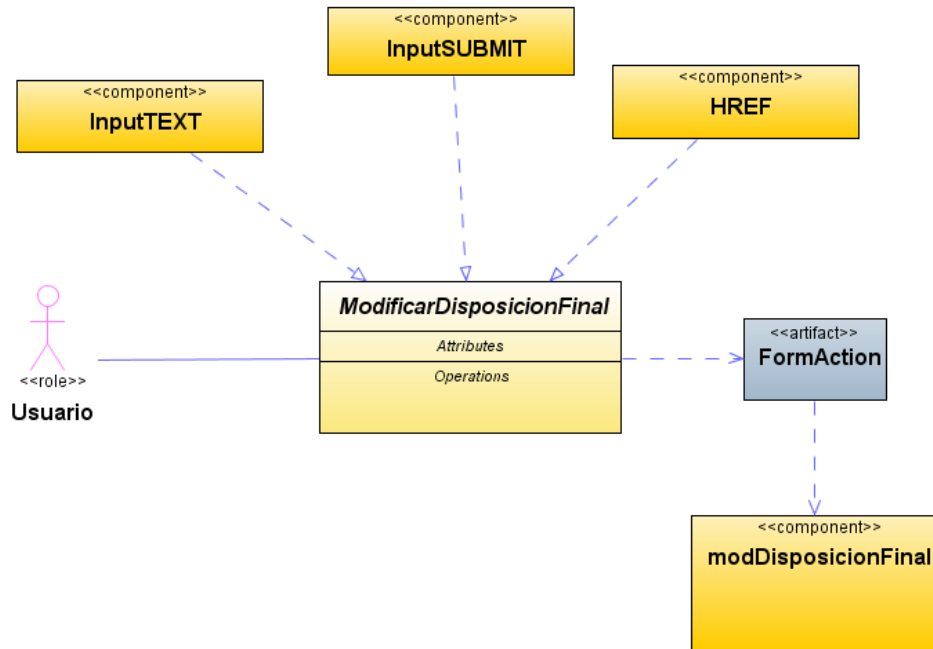 <<component>>
InputSUBMIT
<<component>>
InputTEXT
<<component>>
HREF
ModificarDisposicionFinal
Attributes
Operations
<<role>>
Usuario
<<artifact>>
FormAction
<<component>>
modDisposicionFinal